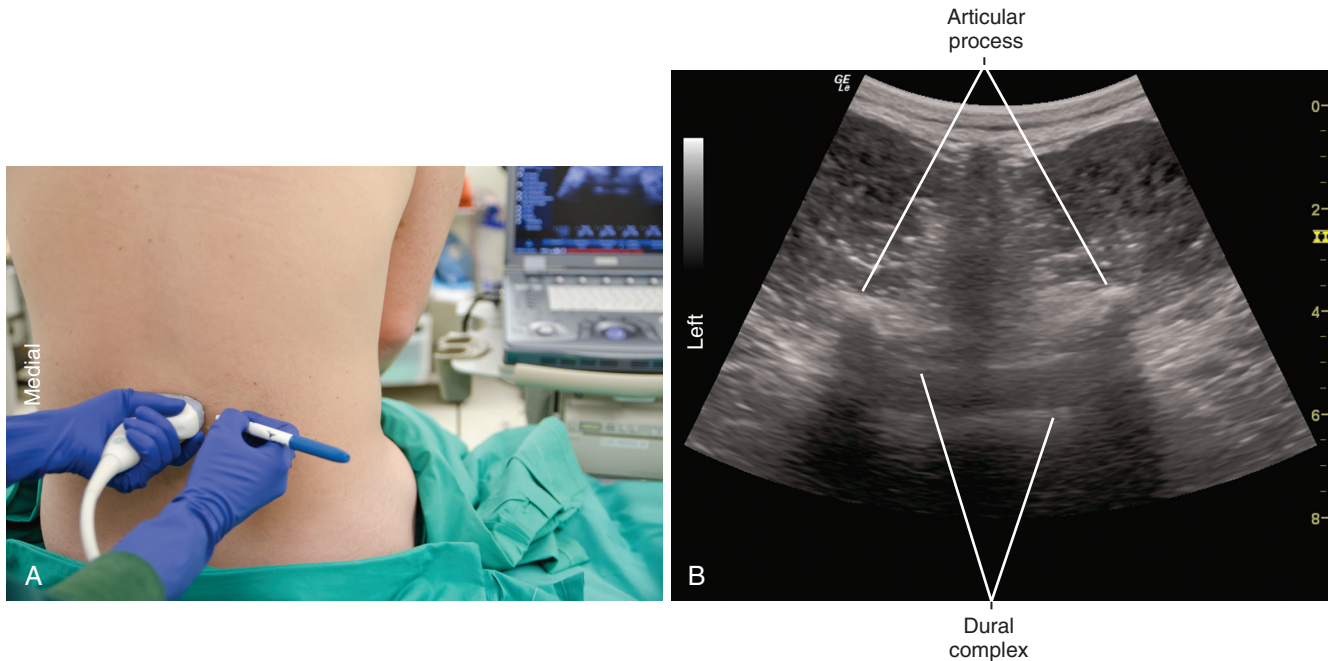 Articular
process
GE
Le
0
2
4
6
8
Left
Medial
A
B
Dural
complex